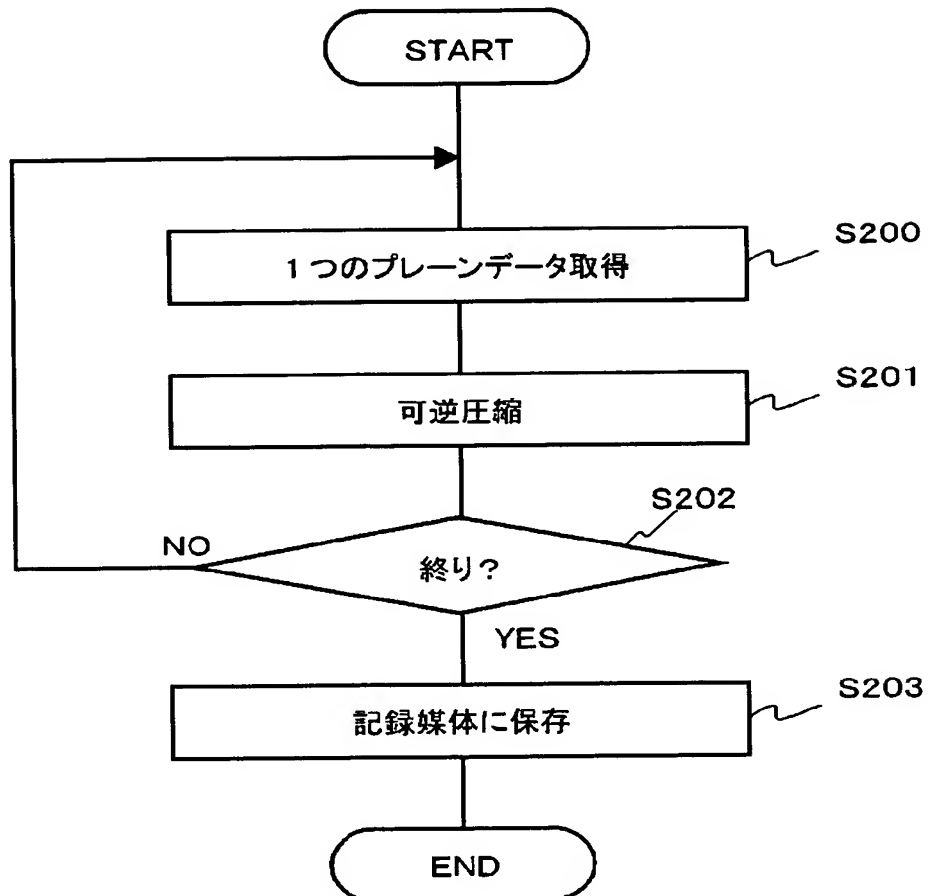 START
S200
１つのプレーンデータ取得
S201
可逆圧縮
S202
NO
終り?
YES
S203
記録媒体に保存
END